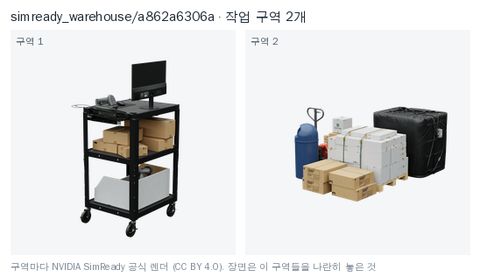 simready_warehouse/a862a6306a · 작업 구역 2개
구역 1
구역 2
구역마다 NVIDIA SimReady 공식 렌더 (CC BY 4.0). 장면은 이 구역들을 나란히 놓은 것